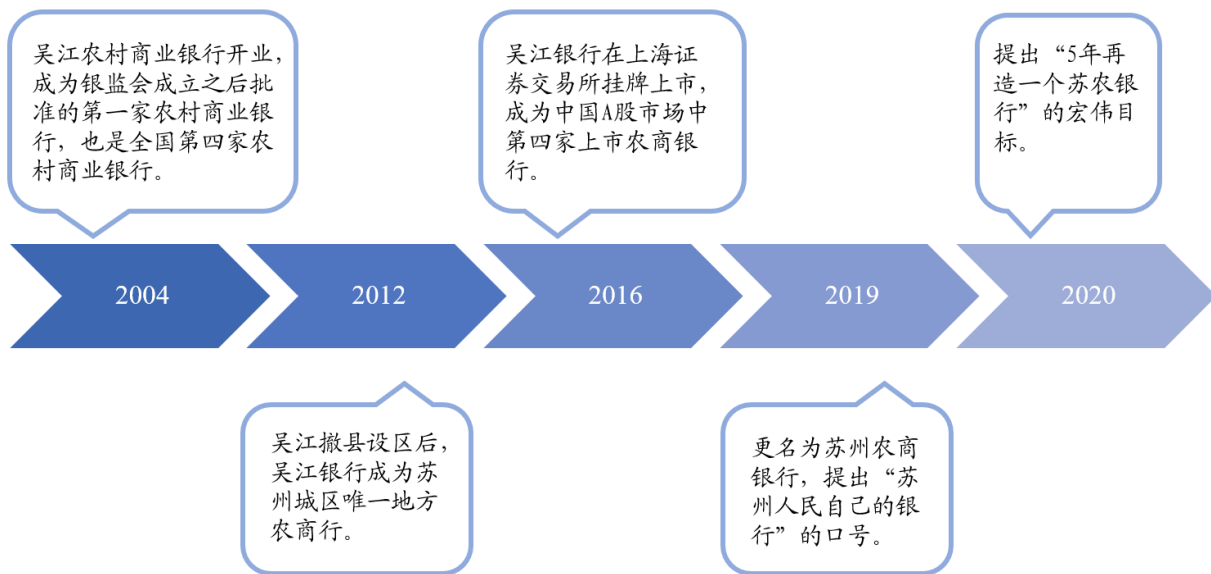 吴江农村商业银行开业，
成为银监会成立之后批
准的第一家农村商业银
行，也是全国第四家农
村商业银行。
吴江银行在上海证
券交易所挂牌上市，
成为中国A股市场中
第四家上市农商银
行。
提出“5年再
造一个苏农银
行”的宏伟目
标。
2004
2012
2016
2019
2020
吴江撤县设区后，
吴江银行成为苏
州城区唯一地方
农商行。
更名为苏州农商
银行，提出“苏
州人民自己的银
行”的口号。